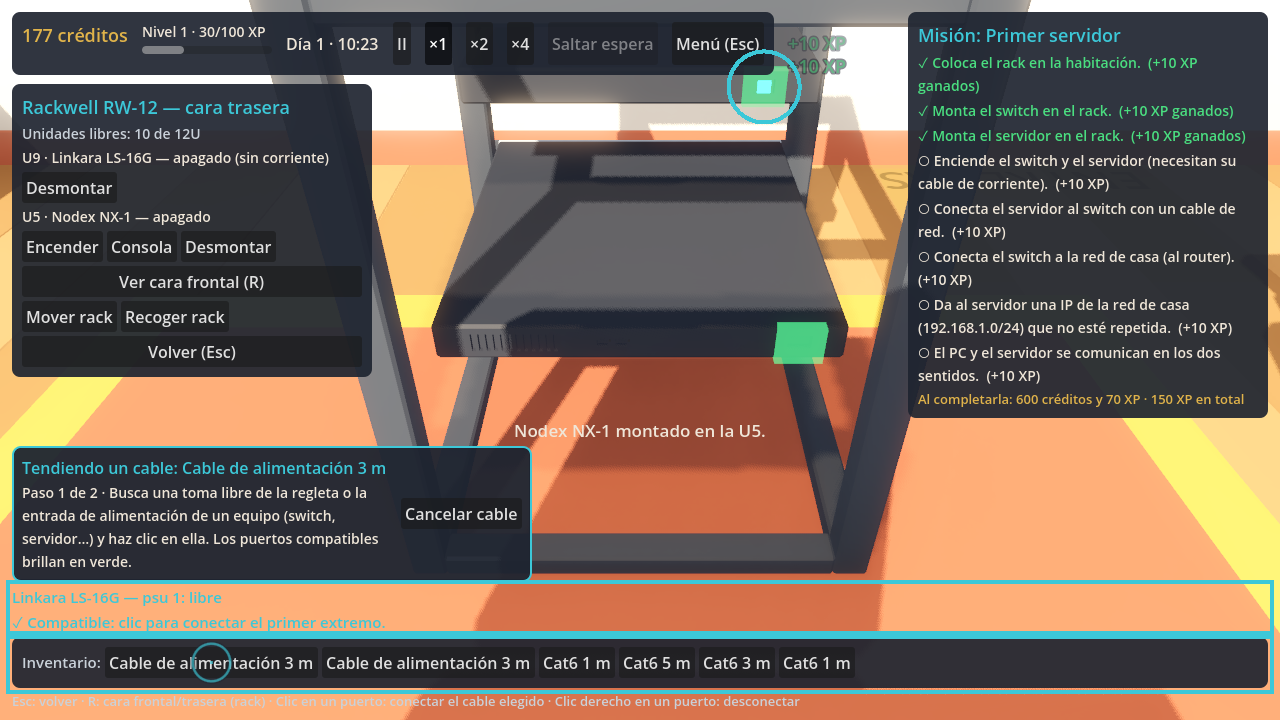 177 créditos
Nivel 1 · 30/100 XP
Día 1 · 10:23
II
×1
×2
×4
Saltar espera
Menú (Esc)
+10 XP
+10 XP
Rackwell RW-12 — cara trasera
Unidades libres: 10 de 12U
U9 · Linkara LS-16G — apagado (sin corriente)
Desmontar
U5 · Nodex NX-1 — apagado
Encender Consola Desmontar
Ver cara frontal (R)
Mover rack Recoger rack
Volver (Esc)
Misión: Primer servidor
✓ Coloca el rack en la habitación. (+10 XP
ganados)
✓ Monta el switch en el rack. (+10 XP ganados)
✓ Monta el servidor en el rack. (+10 XP ganados)
○ Enciende el switch y el servidor (necesitan su
cable de corriente). (+10 XP)
○ Conecta el servidor al switch con un cable de
red. (+10 XP)
○ Conecta el switch a la red de casa (al router).
(+10 XP)
○ Da al servidor una IP de la red de casa
(192.168.1.0/24) que no esté repetida. (+10 XP)
○ El PC y el servidor se comunican en los dos
sentidos. (+10 XP)
Al completarla: 600 créditos y 70 XP · 150 XP en total
Nodex NX-1 montado en la U5.
Tendiendo un cable: Cable de alimentación 3 m
Paso 1 de 2 · Busca una toma libre de la regleta o la
entrada de alimentación de un equipo (switch,
servidor...) y haz clic en ella. Los puertos compatibles
brillan en verde.
Cancelar cable
Linkara LS-16G — psu 1: libre
✓ Compatible: clic para conectar el primer extremo.
Inventario: Cable de alimentación 3 m Cable de alimentación 3 m Cat6 1 m Cat6 5 m Cat6 3 m Cat6 1 m
Esc: volver · R: cara frontal/trasera (rack) · Clic en un puerto: conectar el cable elegido · Clic derecho en un puerto: desconectar